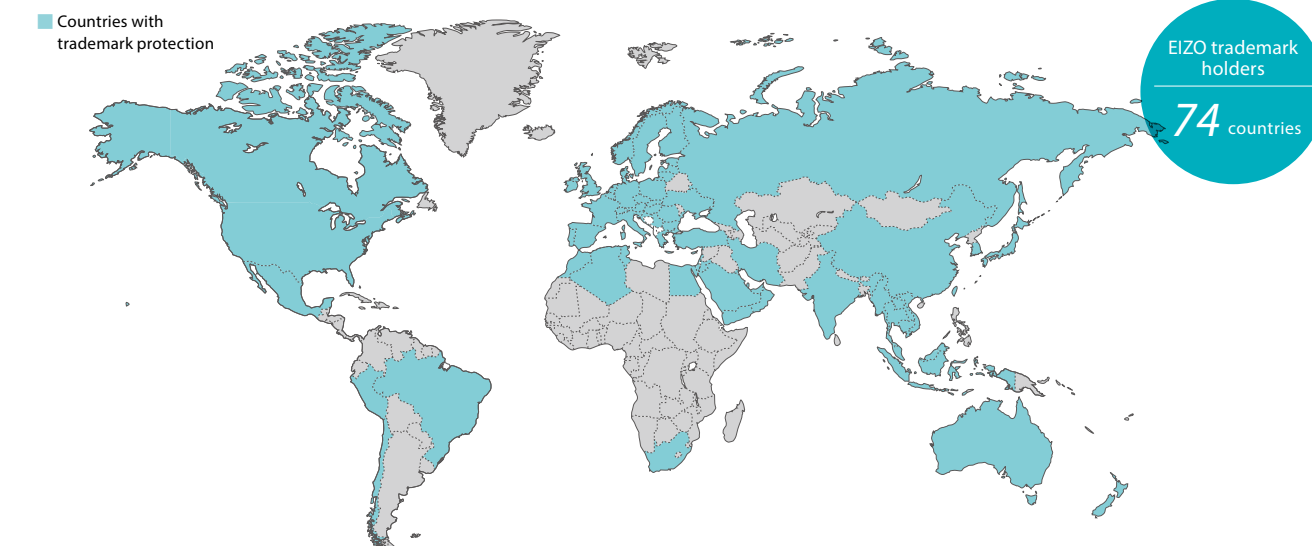 Countries with
trademark protection
EIZO trademark
holders
74 countries